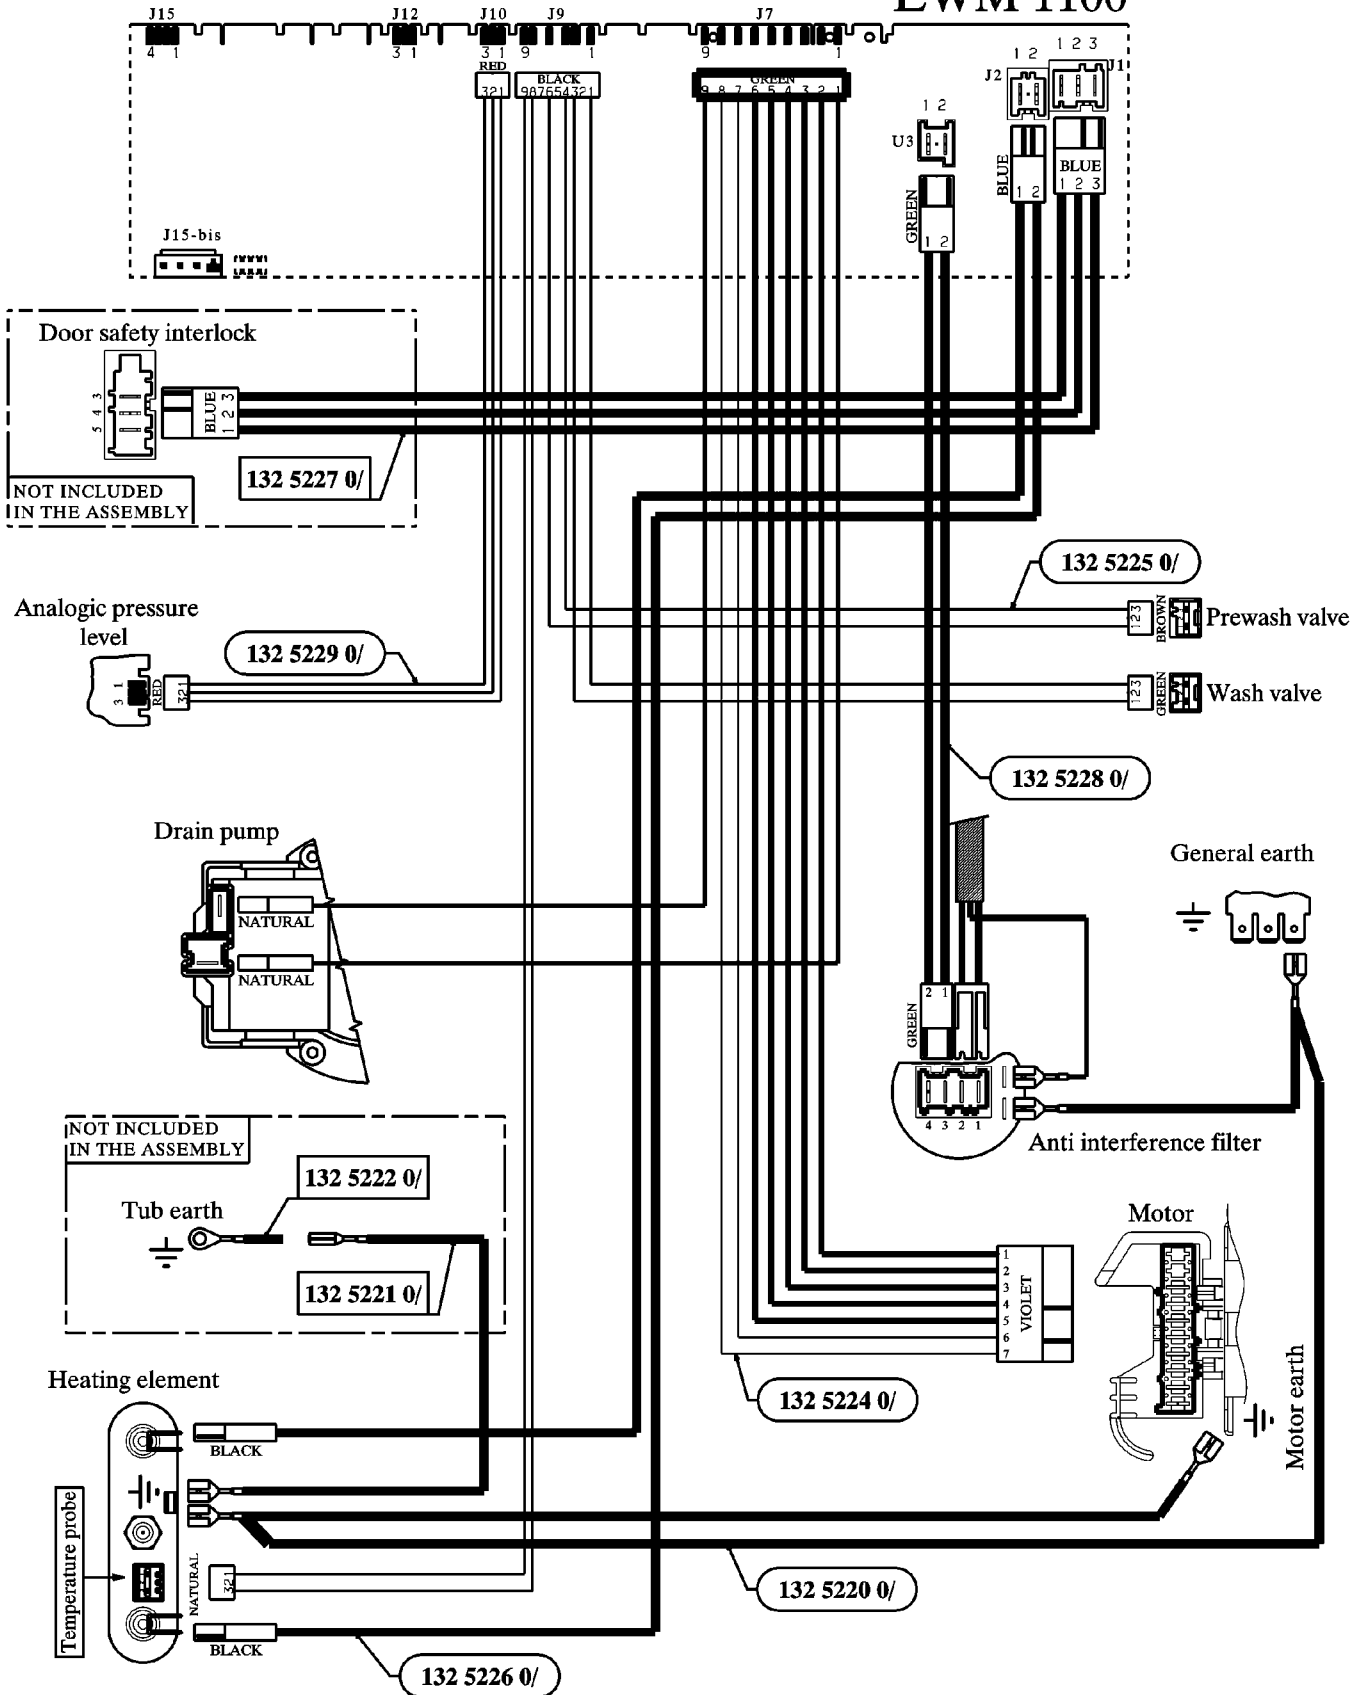 EWM 1100
J15 J12 J10 J9 J7
4 1 3 1 3 1 9 1 9 1
RED
321
BLACK
987654321
GREEN
9 8 7 6 5 4 3 2 1
1 2
J2
1 2 3
J1
1 2
U3
BLUE
1 2
BLUE
1 2 3
GREEN
1 2
J15-bis
Door safety interlock
3
4
5
BLUE
1 2 3
132 5227 0/
NOT INCLUDED
IN THE ASSEMBLY
132 5225 0/
Analogic pressure
level
132 5229 0/
3 1
RED
321
123
BROWN
Prewash valve
123
GREEN
Wash valve
132 5228 0/
Drain pump
NATURAL
NATURAL
General earth
2 1
GREEN
4 3 2 1
Anti interference filter
NOT INCLUDED
IN THE ASSEMBLY
132 5222 0/
Tub earth
132 5221 0/
1
2
3
4
5
6
7
VIOLET
Motor
Motor earth
132 5224 0/
Heating element
BLACK
Temperature probe
NATURAL
321
BLACK
132 5220 0/
132 5226 0/